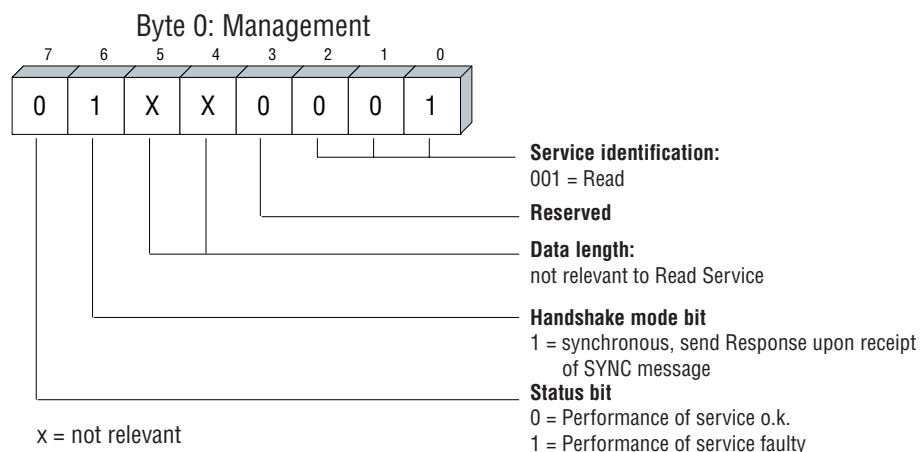 Byte 0: Management
7 6 5 4 3 2 1 0
0 1 X X 0 0 0 1
Service identification:
001 = Read
Reserved
Data length:
not relevant to Read Service
Handshake mode bit
1 = synchronous, send Response upon receipt
of SYNC message
Status bit
0 = Performance of service o.k.
1 = Performance of service faulty
x = not relevant